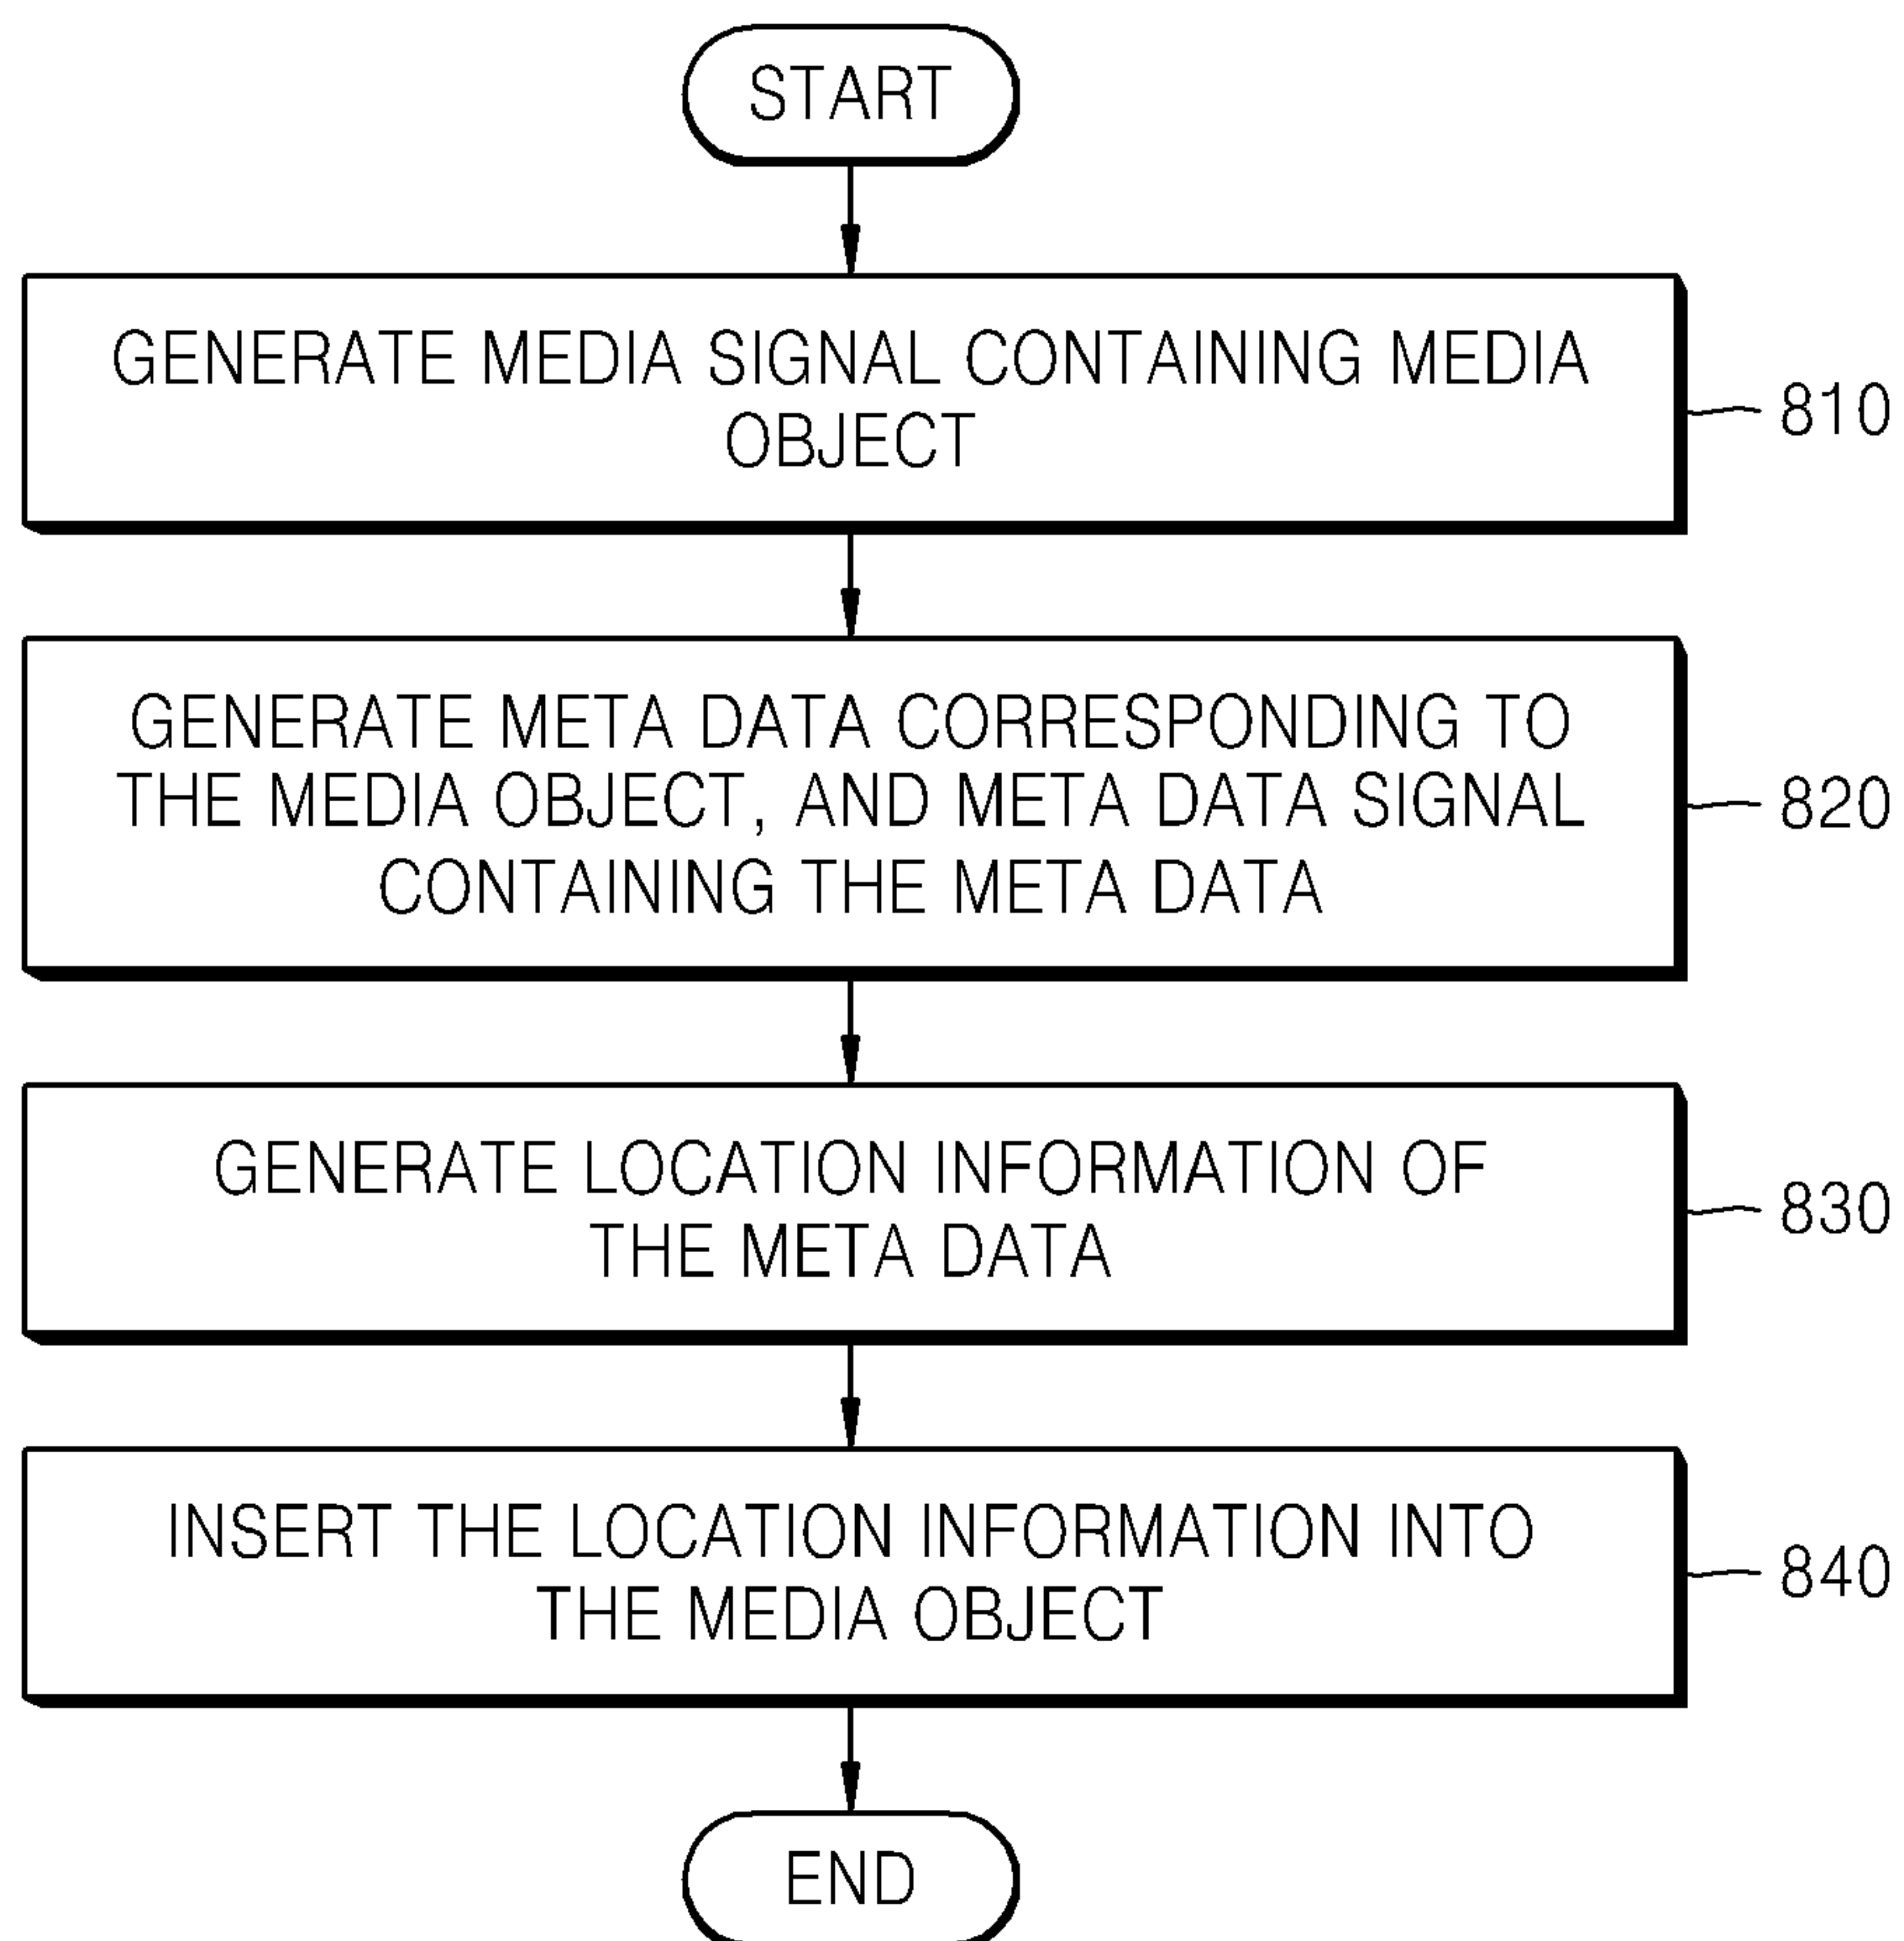 START
GENERATE MEDIA SIGNAL CONTAINING MEDIA
OBJECT
810
GENERATE META DATA CORRESPONDING TO
THE MEDIA OBJECT, AND META DATA SIGNAL
CONTAINING THE META DATA
820
GENERATE LOCATION INFORMATION OF
THE META DATA
830
INSERT THE LOCATION INFORMATION INTO
THE MEDIA OBJECT
840
END